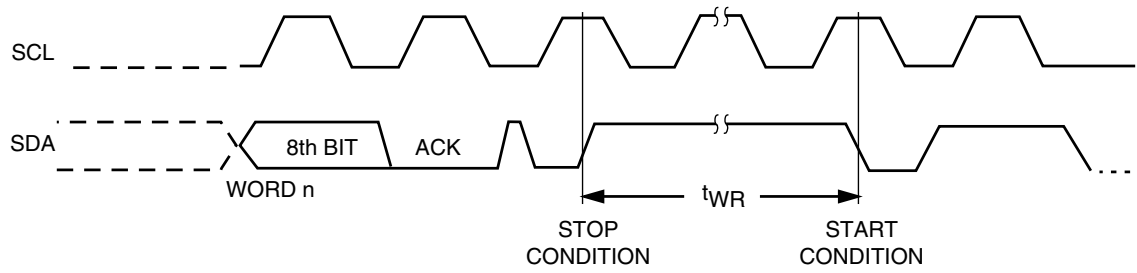 SCL
SDA
8th BIT
ACK
WORD n
tWR
STOP
CONDITION
START
CONDITION